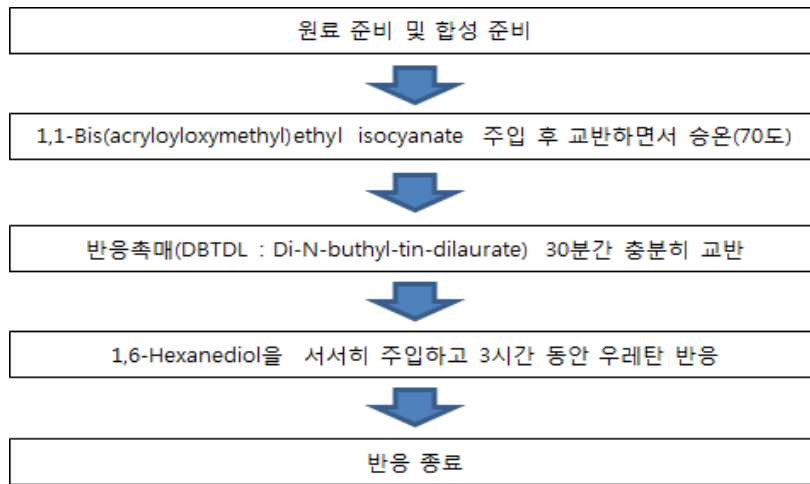 원료 준비 및 합성 준비
1,1-Bis(acryloyloxymethyl)ethyl isocyanate 주입 후 교반하면서 승온(70도)
반응촉매(DBTDL : Di-N-buthyl-tin-dilaurate) 30분간 충분히 교반
1,6-Hexanediol을 서서히 주입하고 3시간 동안 우레탄 반응
반응 종료